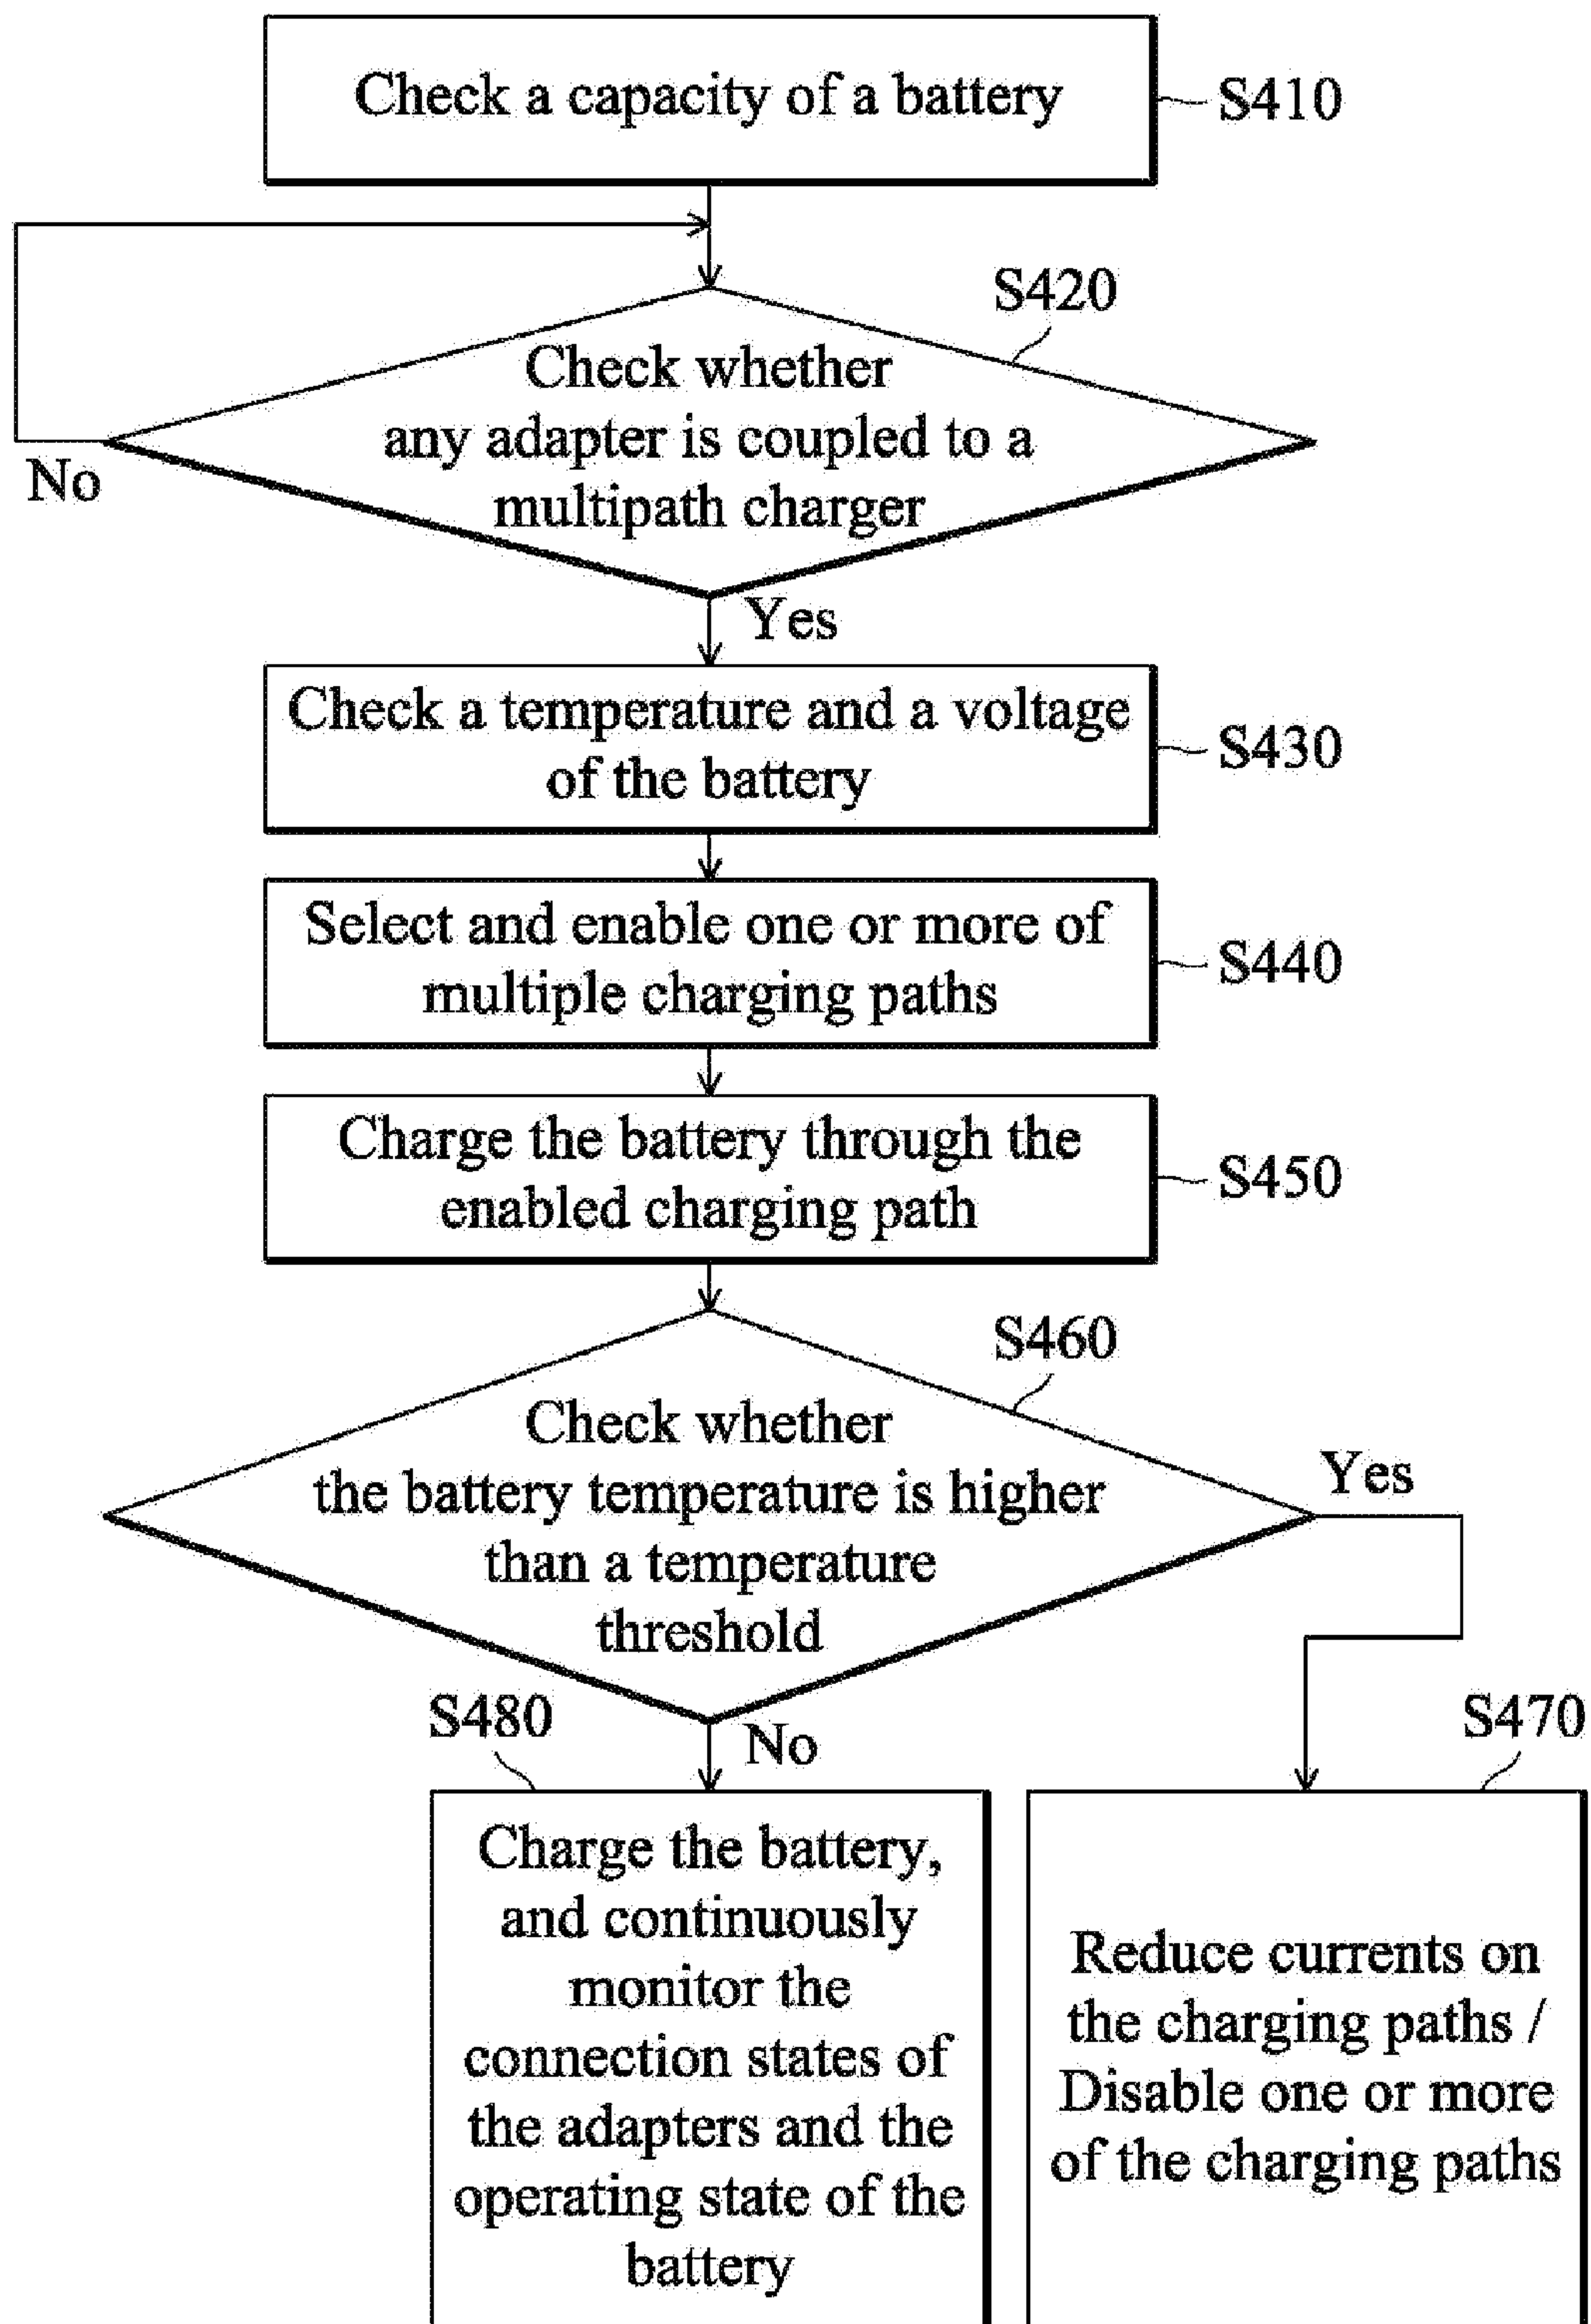 Check a capacity of a battery
S410
S420
Check whether
any adapter is coupled to a
multipath charger
No
Yes
Check a temperature and a voltage
of the battery
S430
Select and enable one or more of
multiple charging paths
S440
Charge the battery through the
enabled charging path
S450
S460
Check whether
the battery temperature is higher
than a temperature
threshold
Yes
No
S480
Charge the battery,
and continuously
monitor the
connection states of
the adapters and the
operating state of the
battery
S470
Reduce currents on
the charging paths /
Disable one or more
of the charging paths